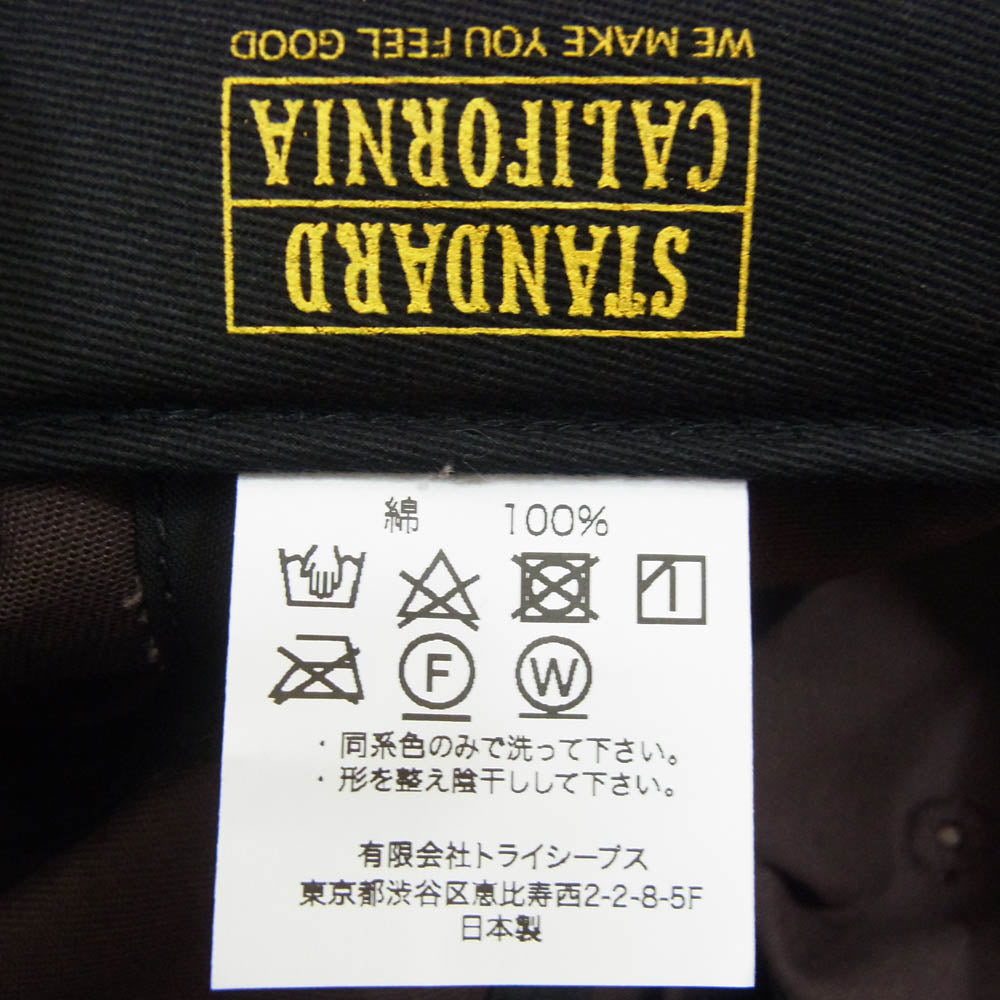 STANDARD
CALIFORNIA
WE MAKE YOU FEEL GOOD
綿 100%
F W
・同系色のみで洗って下さい。
・形を整え陰干しして下さい。
有限会社トライシープス
東京都渋谷区恵比寿西2-2-8-5F
日本製